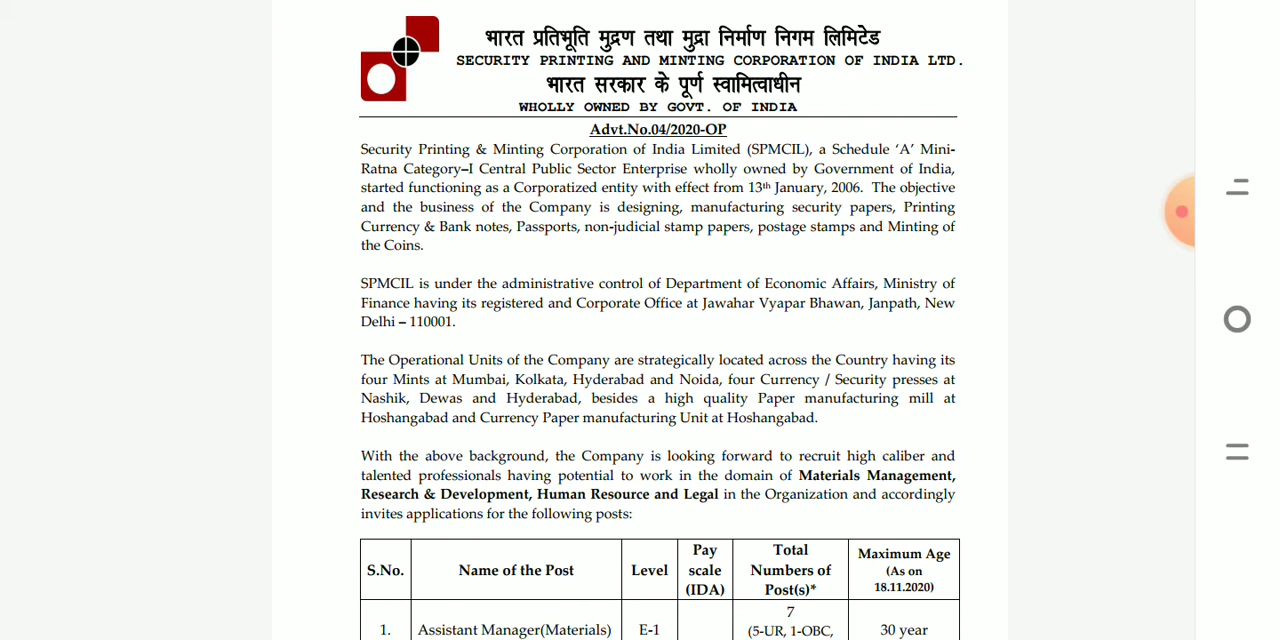 भारत प्रतिभूति मुद्रण तथा मुद्रा निर्माण निगम लिमिटेड
SECURITY PRINTING AND MINTING CORPORATION OF INDIA LTD.
भारत सरकार के पूर्ण स्वामित्वाधीन
WHOLLY OWNED BY GOVT. OF INDIA
Advt.No.04/2020-OP
Security Printing & Minting Corporation of India Limited (SPMCIL), a Schedule ‘A’ Mini-
Ratna Category–I Central Public Sector Enterprise wholly owned by Government of India,
started functioning as a Corporatized entity with effect from 13th January, 2006. The objective
and the business of the Company is designing, manufacturing security papers, Printing
Currency & Bank notes, Passports, non-judicial stamp papers, postage stamps and Minting of
the Coins.
SPMCIL is under the administrative control of Department of Economic Affairs, Ministry of
Finance having its registered and Corporate Office at Jawahar Vyapar Bhawan, Janpath, New
Delhi – 110001.
The Operational Units of the Company are strategically located across the Country having its
four Mints at Mumbai, Kolkata, Hyderabad and Noida, four Currency / Security presses at
Nashik, Dewas and Hyderabad, besides a high quality Paper manufacturing mill at
Hoshangabad and Currency Paper manufacturing Unit at Hoshangabad.
With the above background, the Company is looking forward to recruit high caliber and
talented professionals having potential to work in the domain of Materials Management,
Research & Development, Human Resource and Legal in the Organization and accordingly
invites applications for the following posts:
S.No. Name of the Post Level Pay scale (IDA) Total Numbers of Post(s)* Maximum Age (As on 18.11.2020)
1. Assistant Manager(Materials) E-1 7 (5-UR, 1-OBC, 30 year